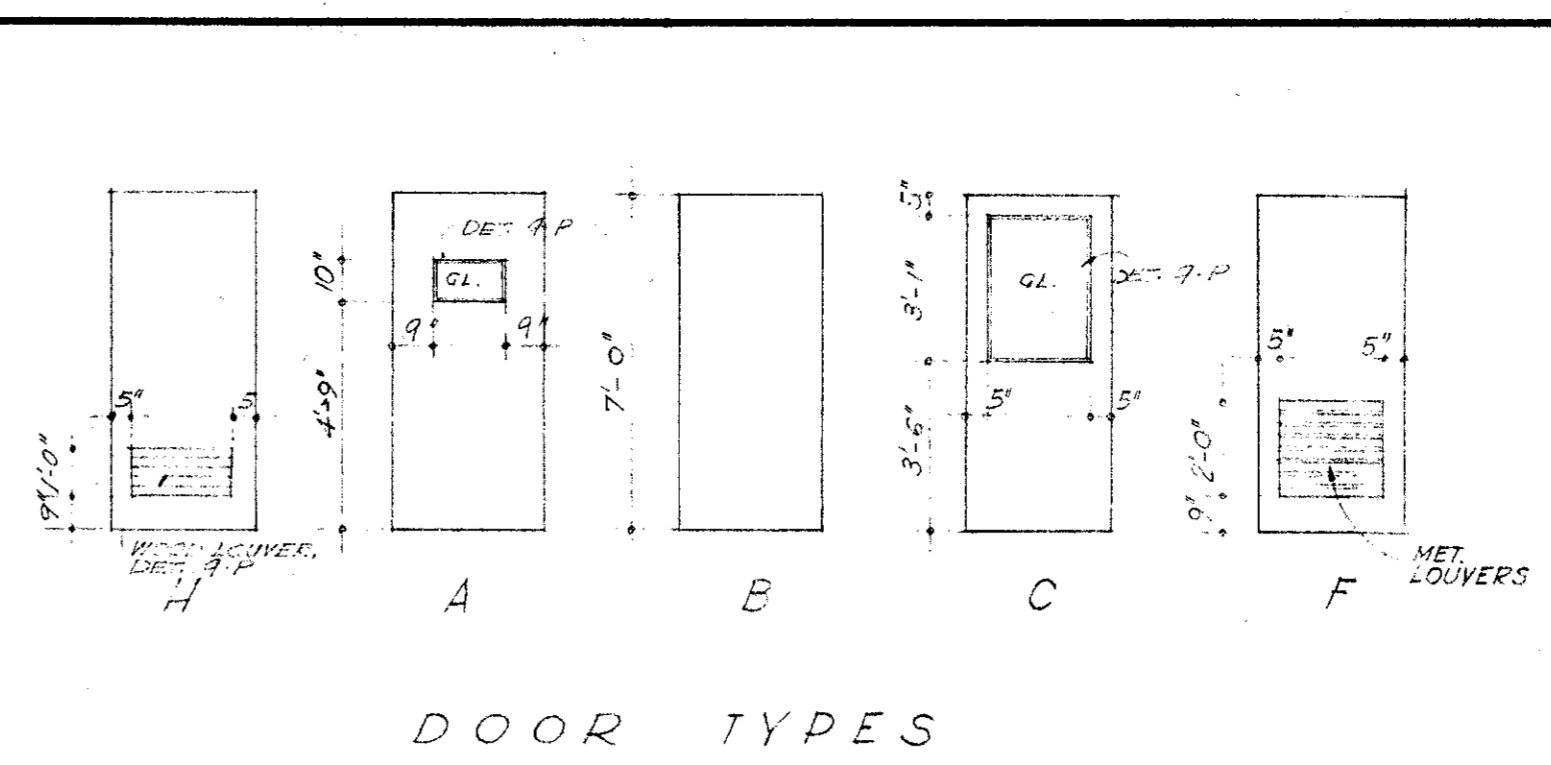 5" 5
1'-0"
9"
WOOD LOUVER,
DET. 9-P
H
DET. 9-P
GL.
10"
9" 9"
4'-9"
A
7'-0"
B
5"
3'-1"
GL.
DET. 9-P
5" 5"
3'-6"
C
5" 5"
2'-0"
9"
MET.
LOUVERS
F
DOOR TYPES